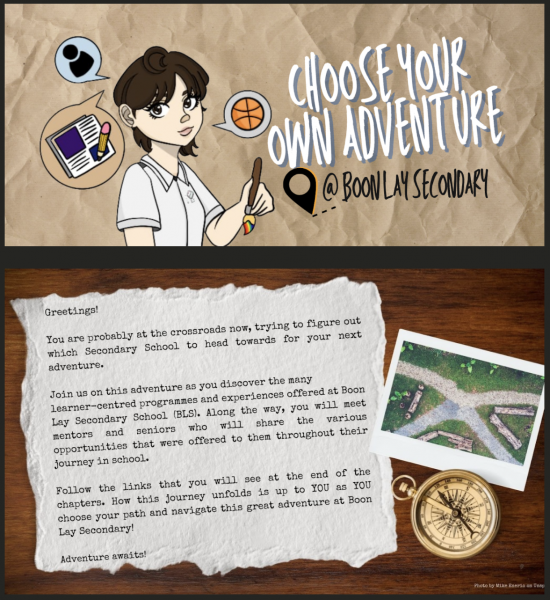 CHOOSE YOUR
OWN ADVENTURE
@ BOON LAY SECONDARY
Greetings!
You are probably at the crossroads now, trying to figure out
which Secondary School to head towards for your next
adventure.
Join us on this adventure as you discover the many
learner-centred programmes and experiences offered at Boon
Lay Secondary School (BLS). Along the way, you will meet
mentors and seniors who will share the various
opportunities that were offered to them throughout their
journey in school.
Follow the links that you will see at the end of the
chapters. How this journey unfolds is up to YOU as YOU
choose your path and navigate this great adventure at Boon
Lay Secondary!
Adventure awaits!
Photo by Mike Enerio on